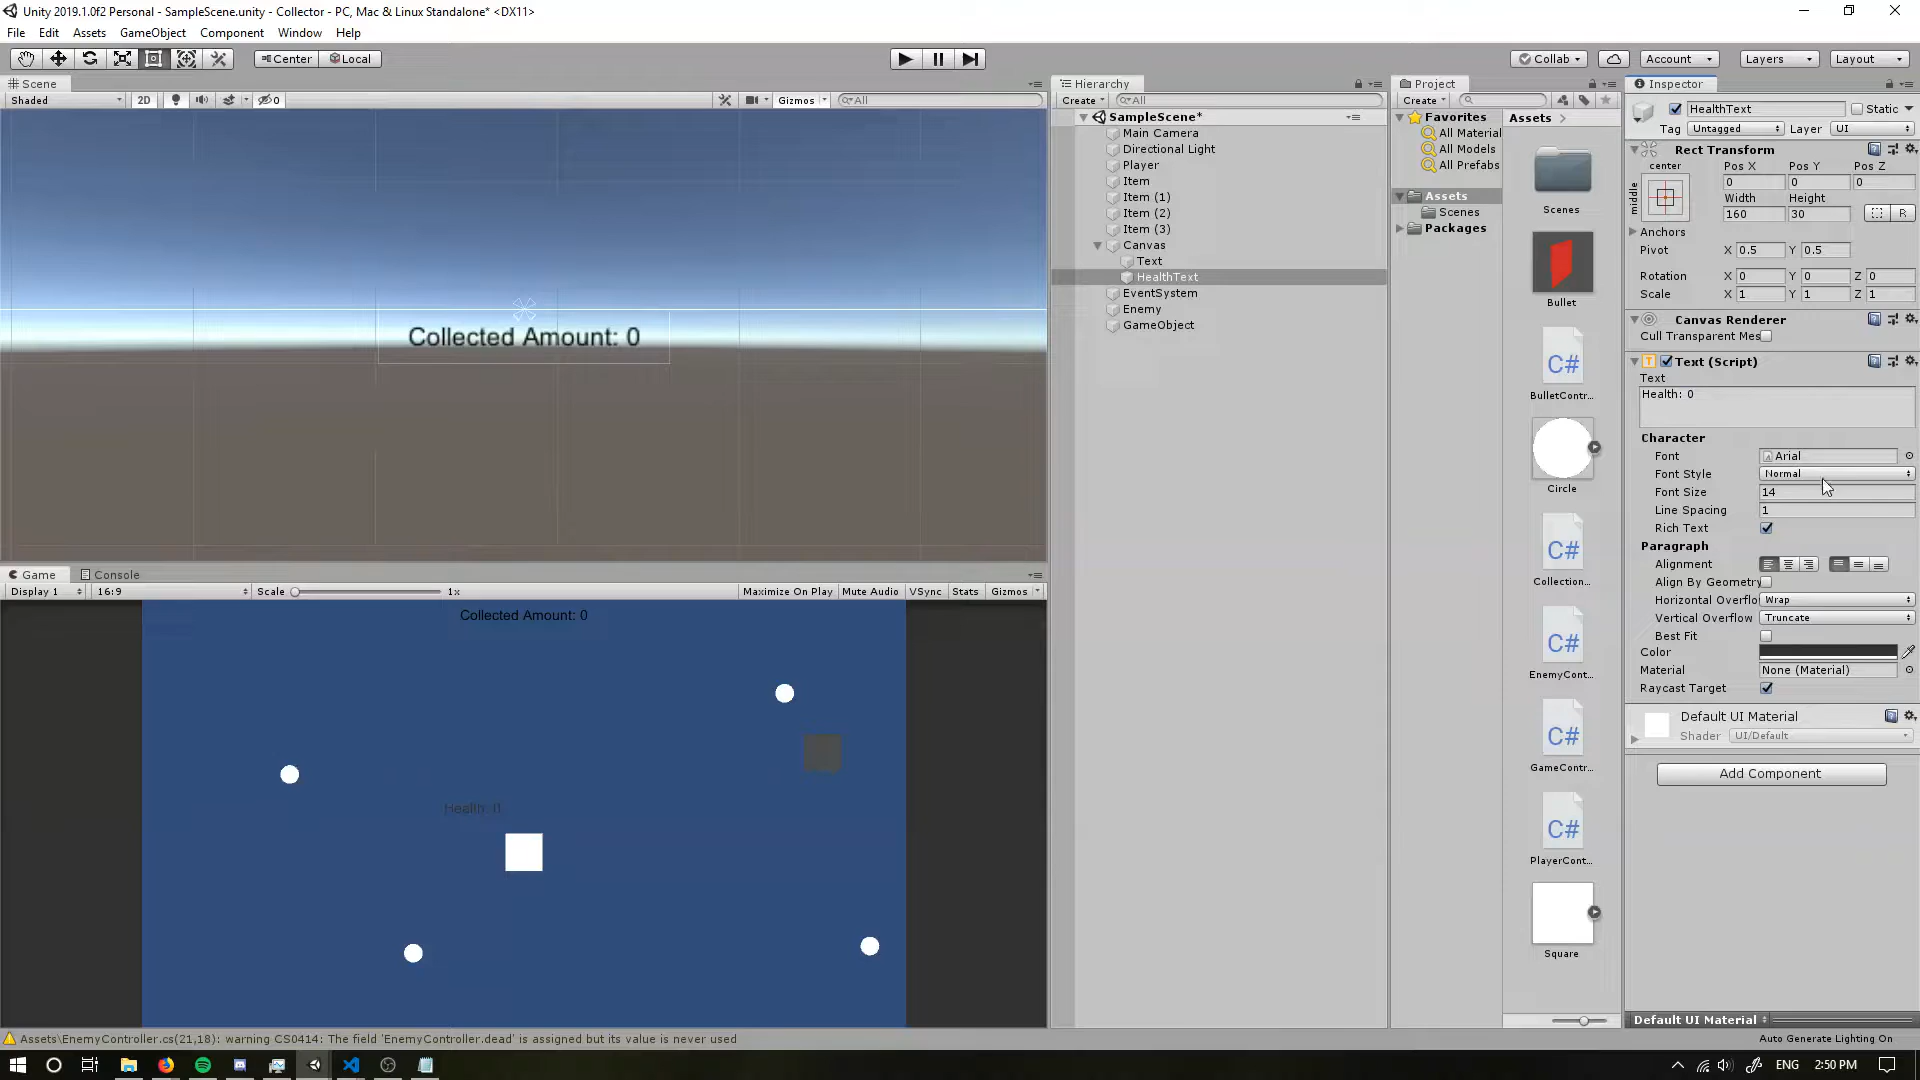 Unity 2019.1.0f2 Personal - SampleScene.unity - Collector - PC, Mac & Linux Standalone* <DX11>
File Edit Assets GameObject Component Window Help
Center Local Collab Account Layers Layout
Scene
Shaded 2D 0 Gizmos All
Collected Amount: 0
Game Console
Display 1 16:9 Scale 1x Maximize On Play Mute Audio VSync Stats Gizmos
Collected Amount: 0
Health: 0
Hierarchy
Create All
SampleScene*
Main Camera
Directional Light
Player
Item
Item (1)
Item (2)
Item (3)
Canvas
Text
HealthText
EventSystem
Enemy
GameObject
Project
Create
Favorites
All Material
All Models
All Prefabs
Assets
Scenes
Packages
Assets
Scenes
Bullet
C#
BulletContr...
Circle
C#
Collection...
C#
EnemyCont...
C#
GameContr...
C#
PlayerCont...
Square
Inspector
HealthText Static
Tag Untagged Layer UI
Rect Transform
center Pos X Pos Y Pos Z
middle 0 0 0
Width Height
160 30 R
Anchors
Pivot X 0.5 Y 0.5
Rotation X 0 Y 0 Z 0
Scale X 1 Y 1 Z 1
Canvas Renderer
Cull Transparent Mes
Text (Script)
Text
Health: 0
Character
Font Arial
Font Style Normal
Font Size 14
Line Spacing 1
Rich Text
Paragraph
Alignment
Align By Geometry
Horizontal Overflo Wrap
Vertical Overflow Truncate
Best Fit
Color
Material None (Material)
Raycast Target
Default UI Material
Shader UI/Default
Add Component
Default UI Material
Assets\EnemyController.cs(21,18): warning CS0414: The field 'EnemyController.dead' is assigned but its value is never used
Auto Generate Lighting On
ENG 2:50 PM